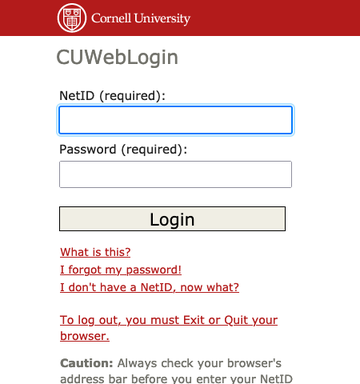 Cornell University
CUWebLogin
NetID (required):
Password (required):
Login
What is this?
I forgot my password!
I don't have a NetID, now what?
To log out, you must Exit or Quit your
browser.
Caution: Always check your browser's
address bar before you enter your NetID